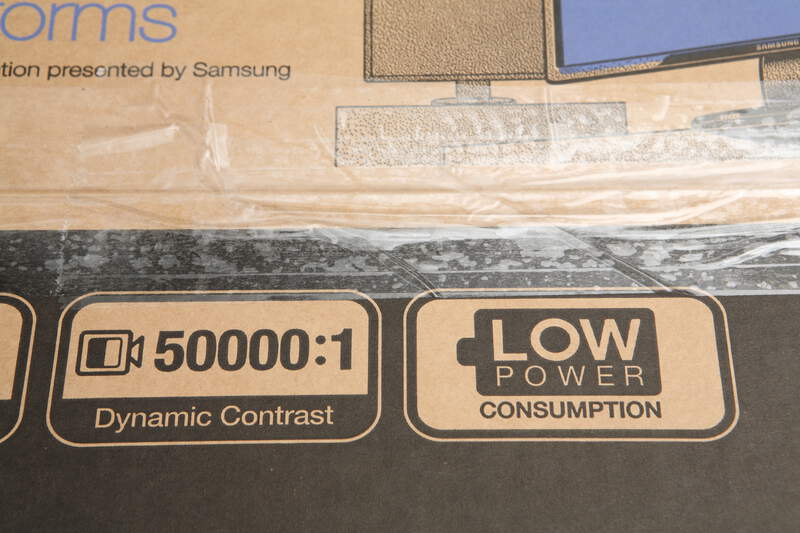 orms
tion presented by Samsung
SAMSUNG
50000:1
Dynamic Contrast
LOW
POWER
CONSUMPTION